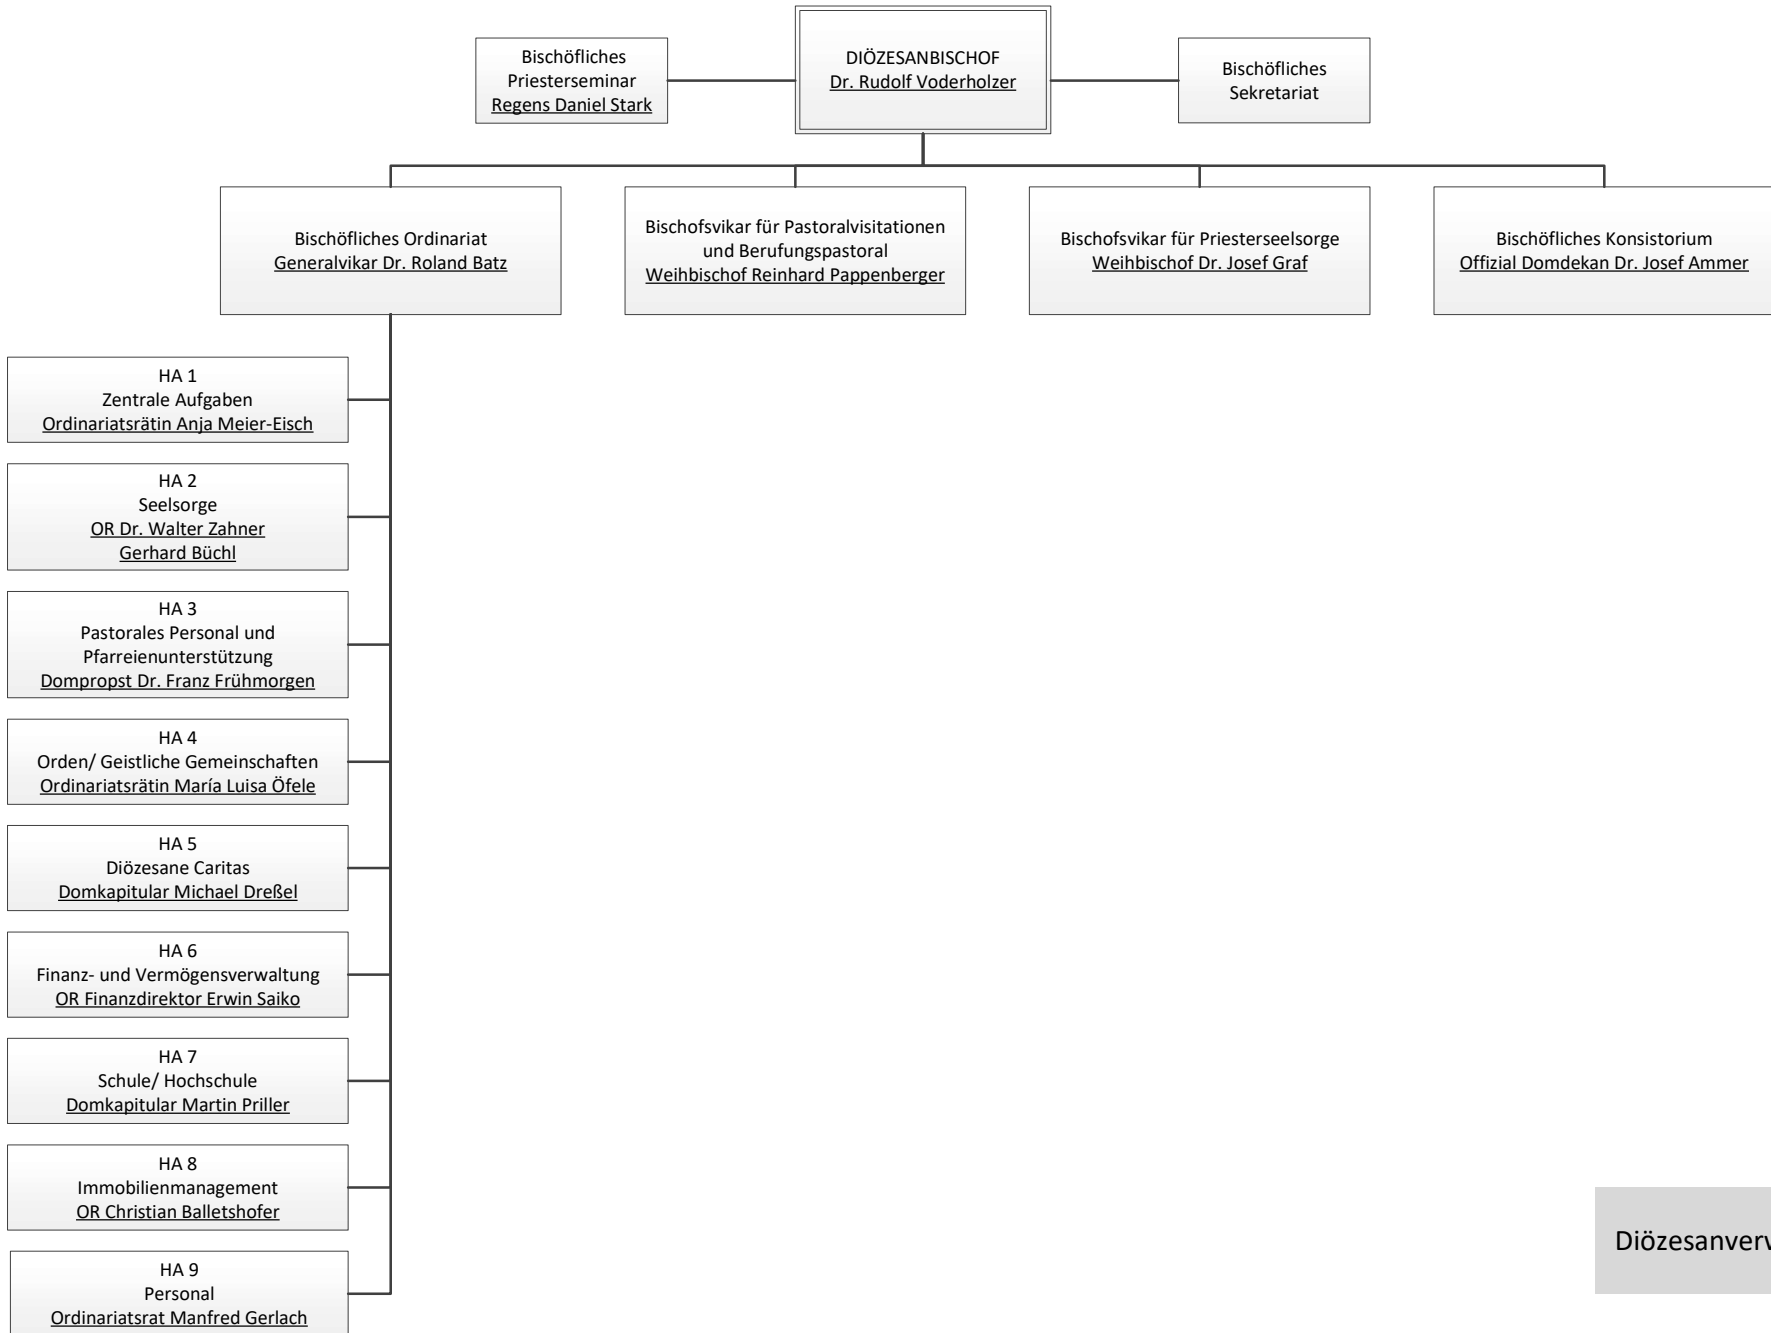 Bischöfliches
Priesterseminar
Regens Daniel Stark
DIÖZESANBISCHOF
Dr. Rudolf Voderholzer
Bischöfliches
Sekretariat
Bischöfliches Ordinariat
Generalvikar Dr. Roland Batz
Bischofsvikar für Pastoralvisitationen
und Berufungspastoral
Weihbischof Reinhard Pappenberger
Bischofsvikar für Priesterseelsorge
Weihbischof Dr. Josef Graf
Bischöfliches Konsistorium
Offizial Domdekan Dr. Josef Ammer
HA 1
Zentrale Aufgaben
Ordinariatsrätin Anja Meier-Eisch
HA 2
Seelsorge
OR Dr. Walter Zahner
Gerhard Büchl
HA 3
Pastorales Personal und
Pfarreienunterstützung
Dompropst Dr. Franz Frühmorgen
HA 4
Orden/ Geistliche Gemeinschaften
Ordinariatsrätin María Luisa Öfele
HA 5
Diözesane Caritas
Domkapitular Michael Dreßel
HA 6
Finanz- und Vermögensverwaltung
OR Finanzdirektor Erwin Saiko
HA 7
Schule/ Hochschule
Domkapitular Martin Priller
HA 8
Immobilienmanagement
OR Christian Balletshofer
HA 9
Personal
Ordinariatsrat Manfred Gerlach